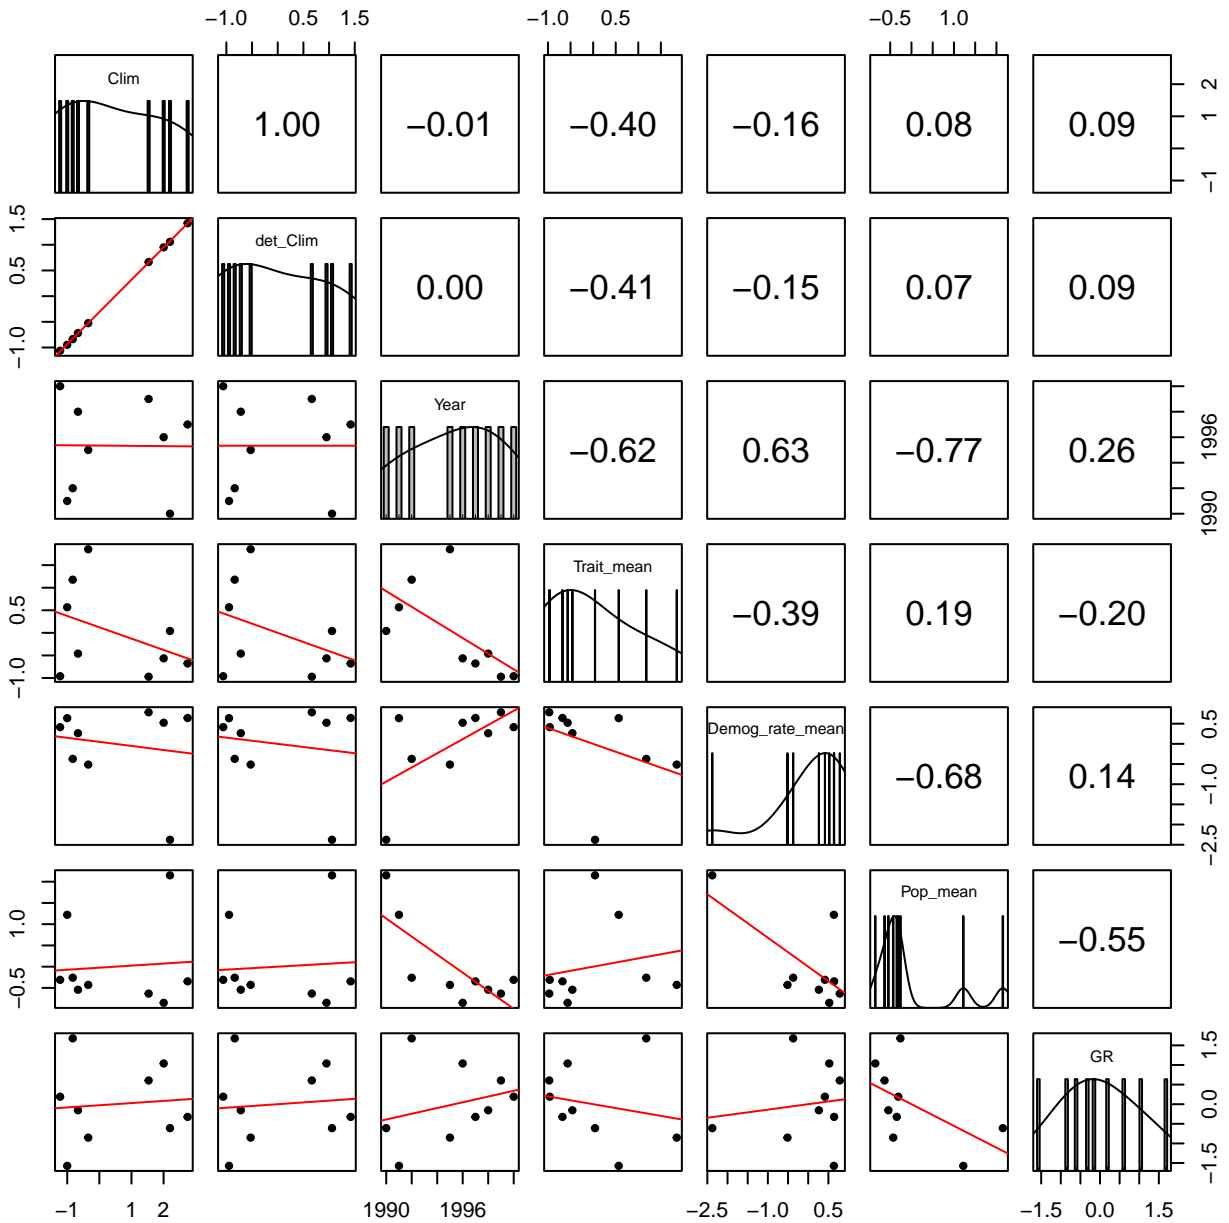 −1.0 0.5 1.5 −1.0 0.5 −0.5 1.0
Clim
1.00 −0.01 −0.40 −0.16 0.08 0.09
−1 1 2
−1.0 0.5 1.5
det_Clim
0.00 −0.41 −0.15 0.07 0.09
Year
−0.62 0.63 −0.77 0.26
1990 1996
−1.0 0.5
Trait_mean
−0.39 0.19 −0.20
Demog_rate_mean
−0.68 0.14
−2.5 −1.0 0.5
−0.5 1.0
Pop_mean
−0.55
GR
−1.5 0.0 1.5
−1 1 2 1990 1996 −2.5 −1.0 0.5 −1.5 0.0 1.5